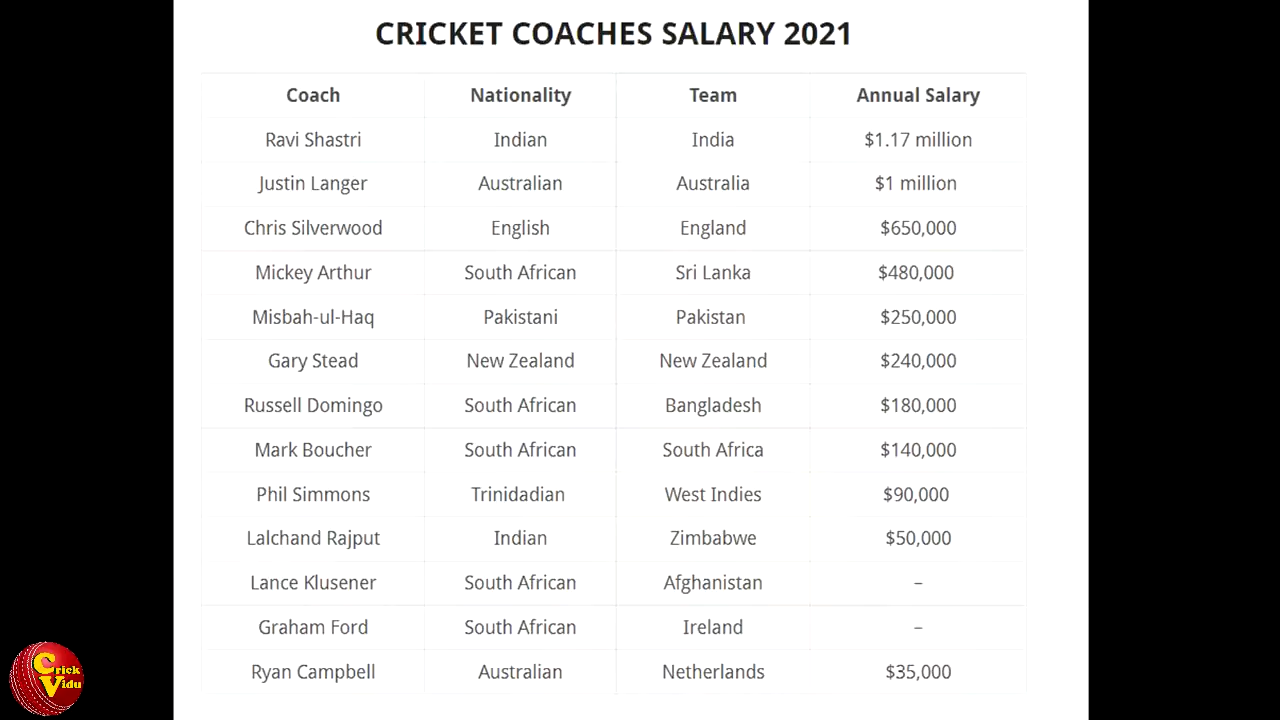 CRICKET COACHES SALARY 2021
Coach Nationality Team Annual Salary
Ravi Shastri Indian India $1.17 million
Justin Langer Australian Australia $1 million
Chris Silverwood English England $650,000
Mickey Arthur South African Sri Lanka $480,000
Misbah-ul-Haq Pakistani Pakistan $250,000
Gary Stead New Zealand New Zealand $240,000
Russell Domingo South African Bangladesh $180,000
Mark Boucher South African South Africa $140,000
Phil Simmons Trinidadian West Indies $90,000
Lalchand Rajput Indian Zimbabwe $50,000
Lance Klusener South African Afghanistan –
Graham Ford South African Ireland –
Ryan Campbell Australian Netherlands $35,000
Crick
Vidu